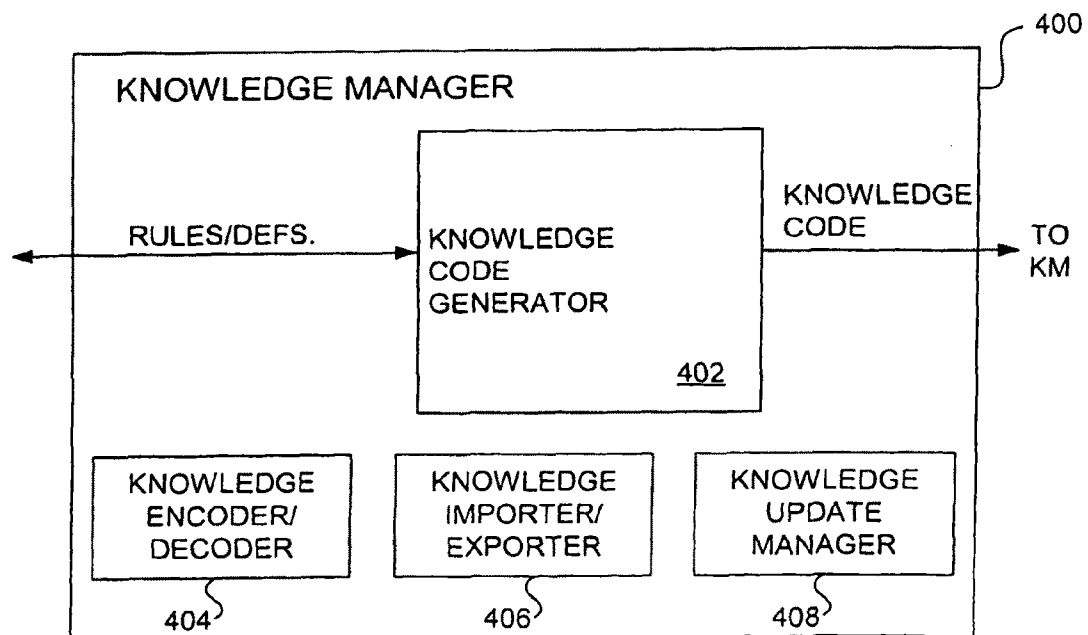 400
KNOWLEDGE MANAGER
RULES/DEFS.
KNOWLEDGE
CODE
GENERATOR
402
KNOWLEDGE
CODE
TO
KM
KNOWLEDGE
ENCODER/
DECODER
404
KNOWLEDGE
IMPORTER/
EXPORTER
406
KNOWLEDGE
UPDATE
MANAGER
408